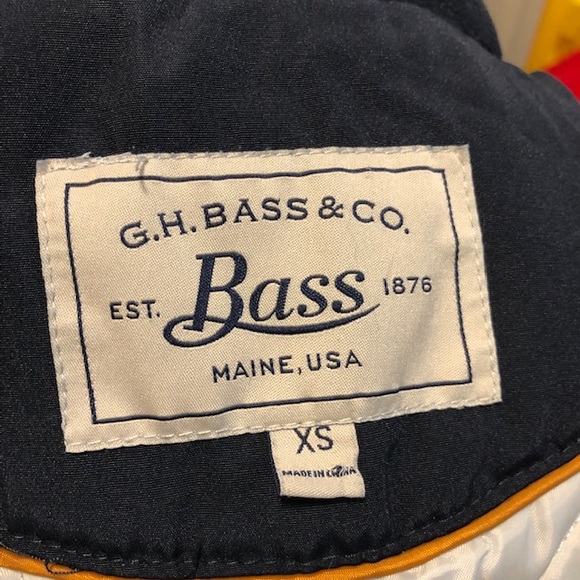 G.H. BASS & CO.
EST. Bass 1876
MAINE, USA
XS
MADE IN CHINA